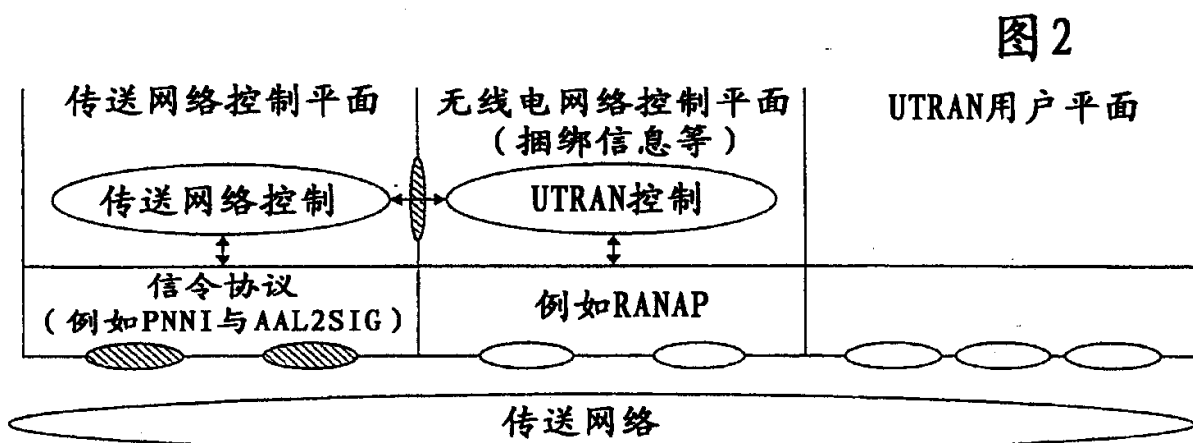 图2
传送网络控制平面
无线电网络控制平面
(捆绑信息等)
UTRAN用户平面
传送网络控制
UTRAN控制
信令协议
(例如PNNI与AAL2SIG)
例如RANAP
传送网络